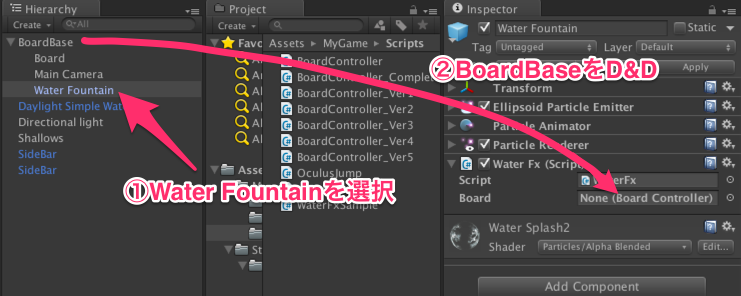 Hierarchy
Create
All
BoardBase
Board
Main Camera
Water Fountain
Daylight Simple Wat
Directional light
Shallows
SideBar
SideBar
①Water Fountainを選択
Project
Create
Favo
Al
Al
Al
Asset
St
Assets ▸ MyGame ▸ Scripts
BoardController
BoardController_Complet
BoardController_Ver1
BoardController_Ver2
BoardController_Ver3
BoardController_Ver4
BoardController_Ver5
OculusJump
WaterFxSample
②BoardBaseをD&D
Inspector
Water Fountain
Static
Tag Untagged Layer Default
Apply
Transform
Ellipsoid Particle Emitter
Particle Animator
Particle Renderer
Water Fx (Script)
Script WaterFx
Board None (Board Controller)
Water Splash2
Shader Particles/Alpha Blended Edit...
Add Component